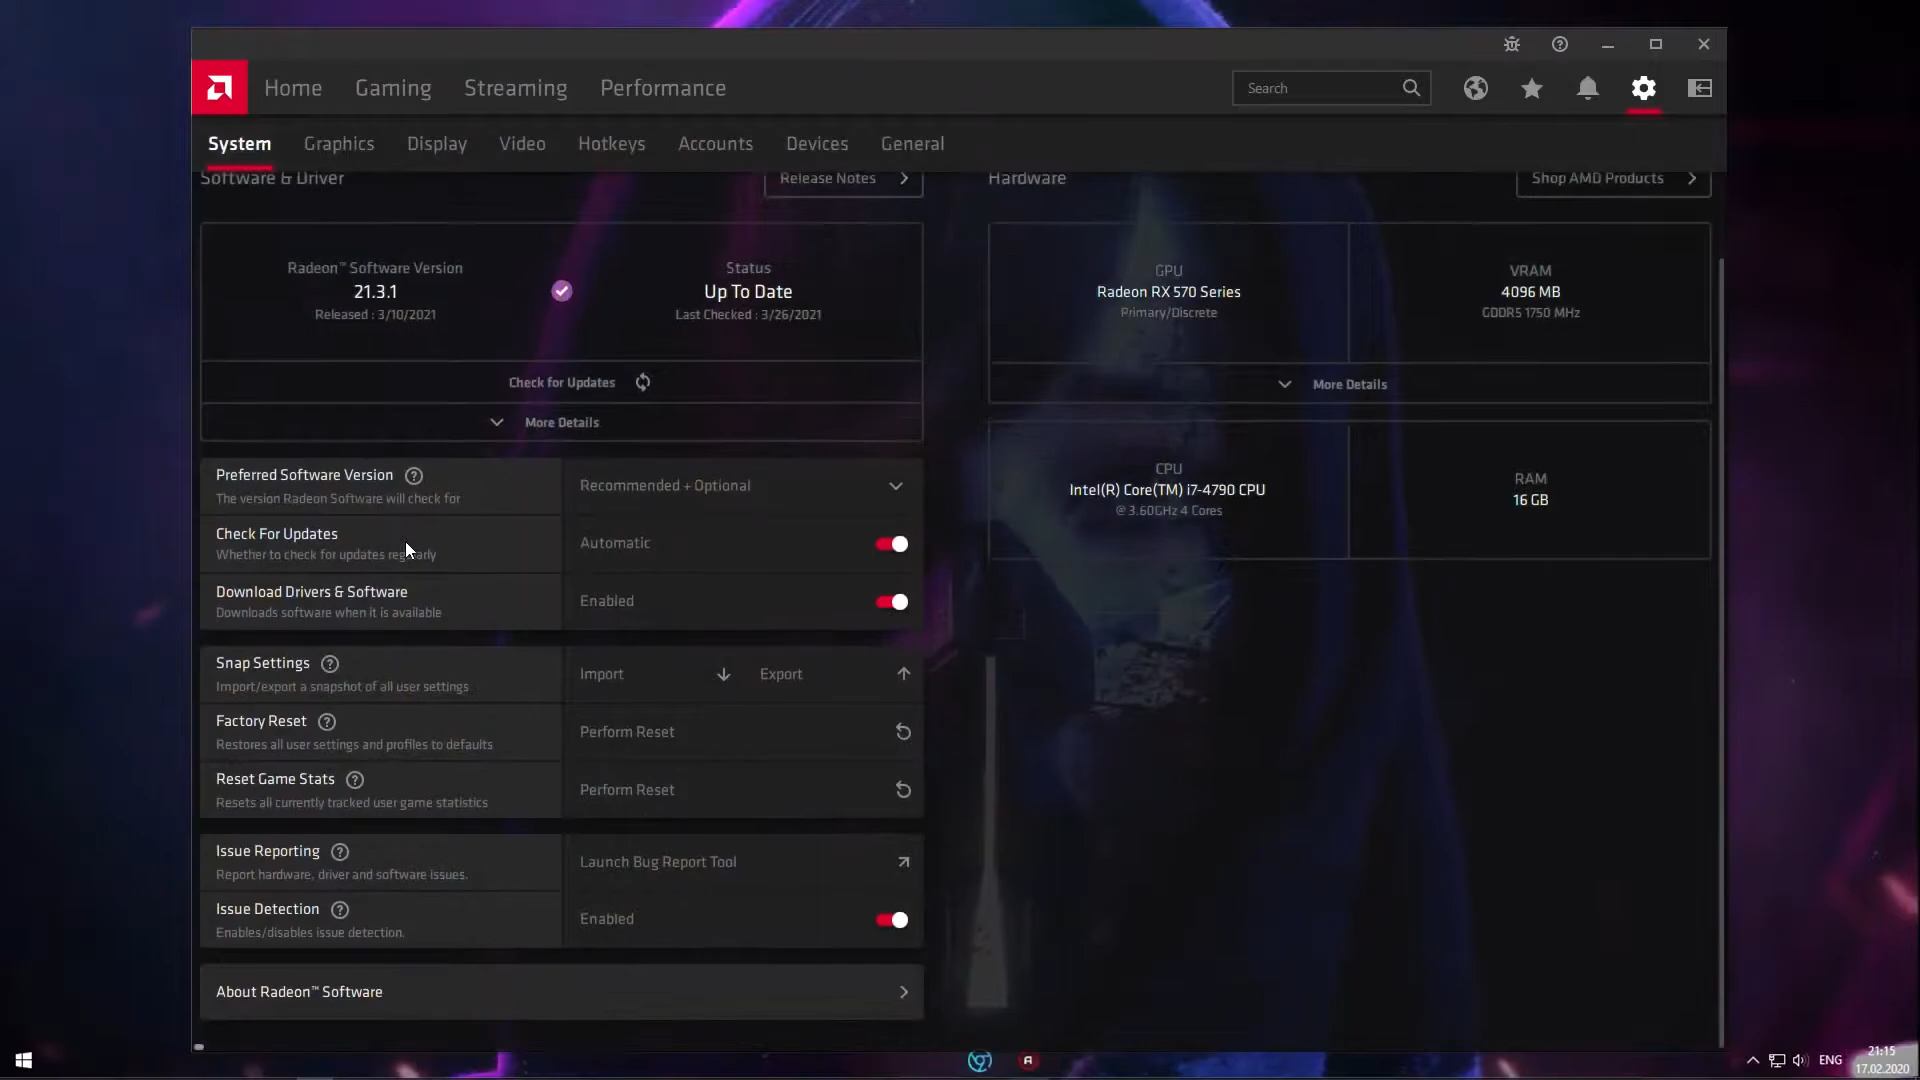 Home Gaming Streaming Performance Search
System Graphics Display Video Hotkeys Accounts Devices General
Software & Driver
Release Notes
Radeon™ Software Version
21.3.1
Released : 3/10/2021
Status
Up To Date
Last Checked : 3/26/2021
Check for Updates
More Details
Preferred Software Version
The version Radeon Software will check for
Recommended + Optional
Check For Updates
Whether to check for updates regularly
Automatic
Download Drivers & Software
Downloads software when it is available
Enabled
Snap Settings
Import/export a snapshot of all user settings
Import
Export
Factory Reset
Restores all user settings and profiles to defaults
Perform Reset
Reset Game Stats
Resets all currently tracked user game statistics
Perform Reset
Issue Reporting
Report hardware, driver and software issues.
Launch Bug Report Tool
Issue Detection
Enables/disables issue detection.
Enabled
About Radeon™ Software
Hardware
Shop AMD Products
GPU
Radeon RX 570 Series
Primary/Discrete
VRAM
4096 MB
GDDR5 1750 MHz
More Details
CPU
Intel(R) Core(TM) i7-4790 CPU
@ 3.60GHz 4 Cores
RAM
16 GB
ENG
21:15
17.02.2020